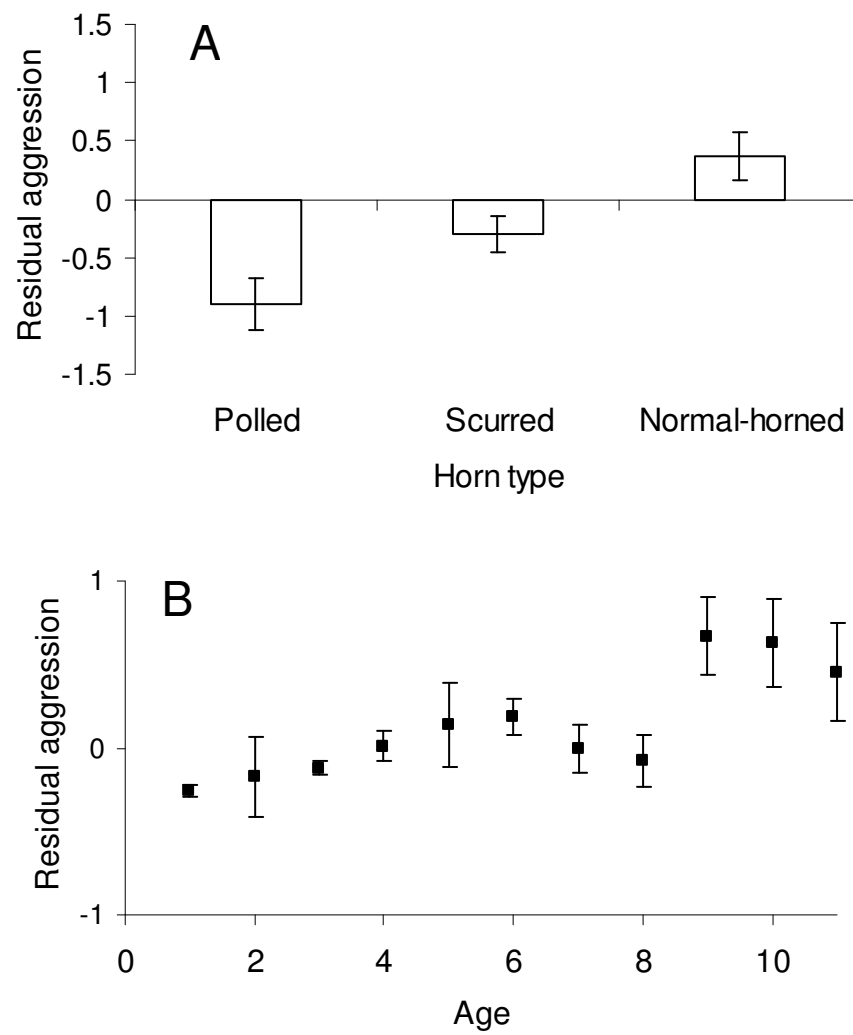 A
Residual aggression
1.5
1
0.5
0
-0.5
-1
-1.5
Polled Scurred Normal-horned
Horn type
B
Residual aggression
1
0
-1
0 2 4 6 8 10
Age